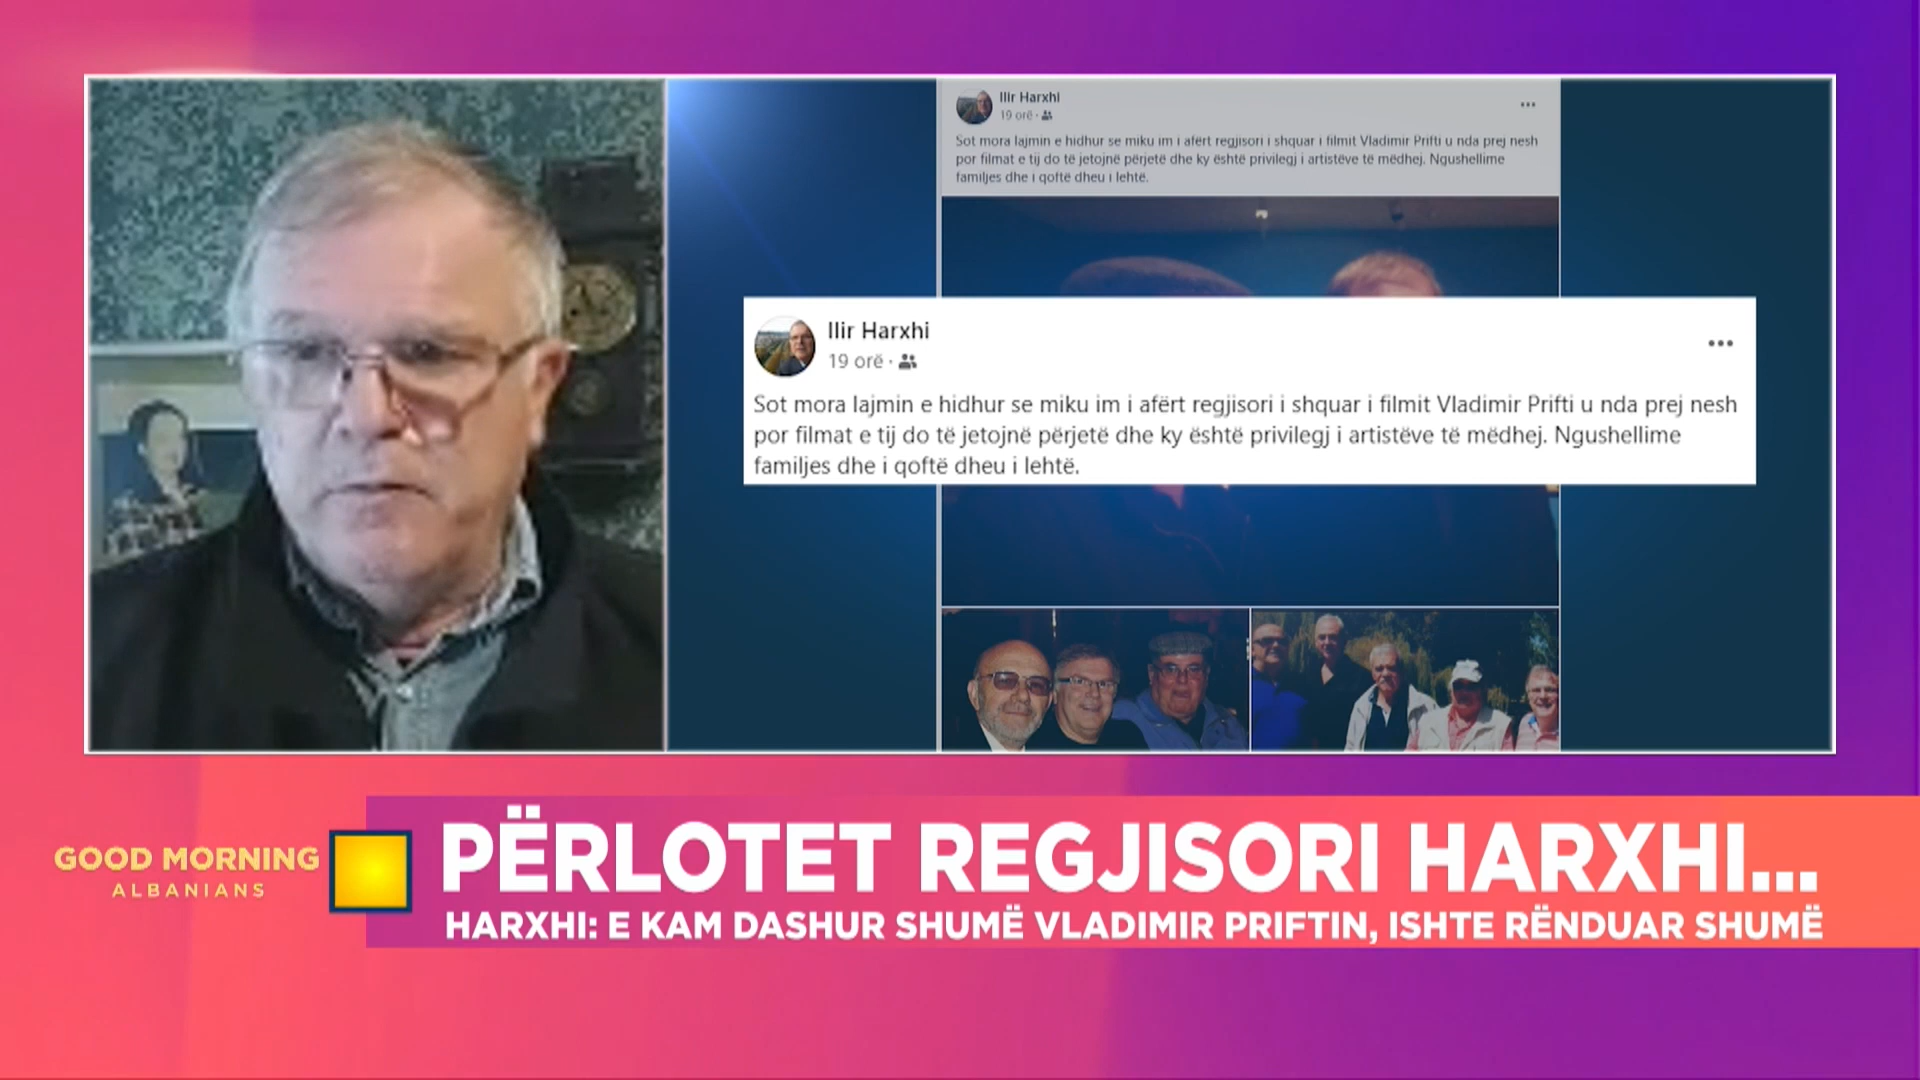 Ilir Harxhi
19 orë ·
Sot mora lajmin e hidhur se miku im i afërt regjisori i shquar i filmit Vladimir Prifti u nda prej nesh
por filmat e tij do të jetojnë përjetë dhe ky është privilegj i artistëve të mëdhej. Ngushellime
familjes dhe i qoftë dheu i lehtë.
Ilir Harxhi
19 orë ·
Sot mora lajmin e hidhur se miku im i afërt regjisori i shquar i filmit Vladimir Prifti u nda prej nesh
por filmat e tij do të jetojnë përjetë dhe ky është privilegj i artistëve të mëdhej. Ngushellime
familjes dhe i qoftë dheu i lehtë.
GOOD MORNING
ALBANIANS
PËRLOTET REGJISORI HARXHI...
HARXHI: E KAM DASHUR SHUMË VLADIMIR PRIFTIN, ISHTE RËNDUAR SHUMË